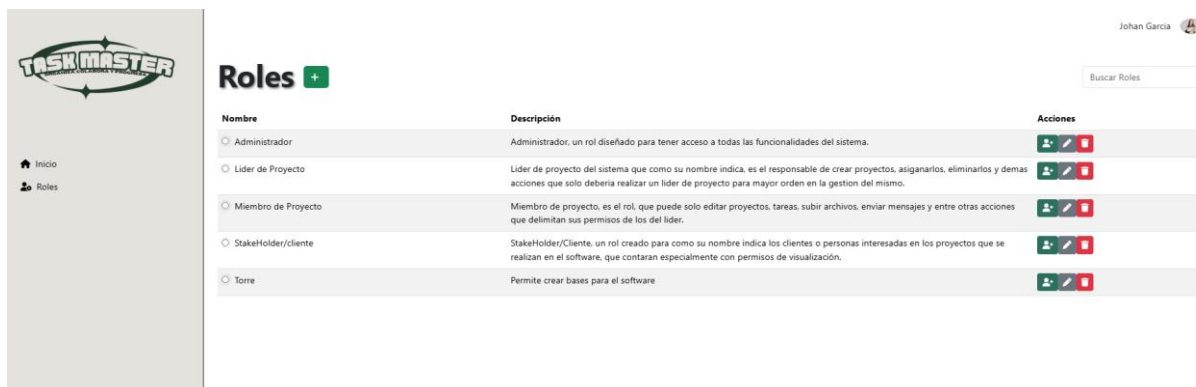 Johan Garcia
TASK MASTER
Roles +
Buscar Roles
Nombre Descripción Acciones
Administrador Administrador, un rol diseñado para tener acceso a todas las funcionalidades del sistema.
Inicio
Lider de Proyecto Lider de proyecto del sistema que como su nombre indica, es el responsable de crear proyectos, asiganarlos, eliminarlos y demas
acciones que solo deberia realizar un lider de proyecto para mayor orden en la gestion del mismo.
Roles
Miembro de Proyecto Miembro de proyecto, es el rol, que puede solo editar proyectos, tareas, subir archivos, enviar mensajes y entre otras acciones
que delimitan sus permisos de los del lider.
StakeHolder/cliente StakeHolder/Cliente, un rol creado para como su nombre indica los clientes o personas interesadas en los proyectos que se
realizan en el software, que contaran especialmente con permisos de visualización.
Torre Permite crear bases para el software